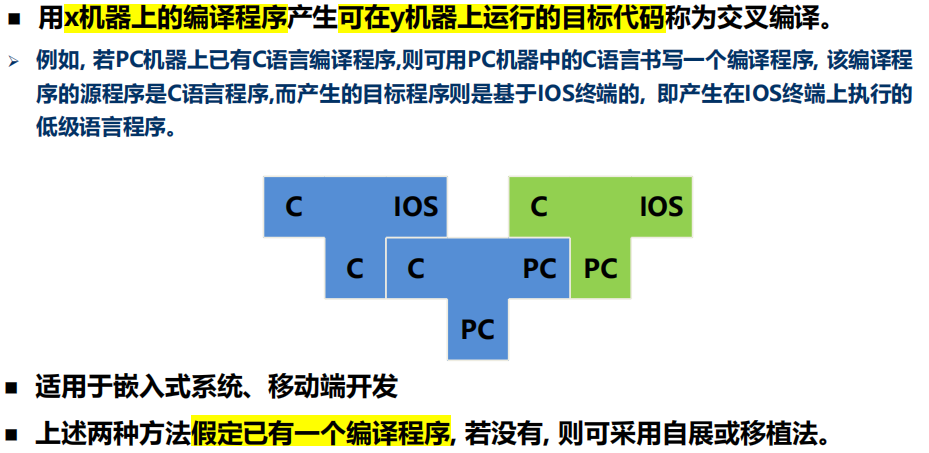 ■ 用x机器上的编译程序产生可在y机器上运行的目标代码称为交叉编译。
➢ 例如, 若PC机器上已有C语言编译程序,则可用PC机器中的C语言书写一个编译程序, 该编译程
序的源程序是C语言程序,而产生的目标程序则是基于IOS终端的, 即产生在IOS终端上执行的
低级语言程序。
C IOS C IOS
C C PC PC
PC
■ 适用于嵌入式系统、移动端开发
■ 上述两种方法假定已有一个编译程序, 若没有, 则可采用自展或移植法。